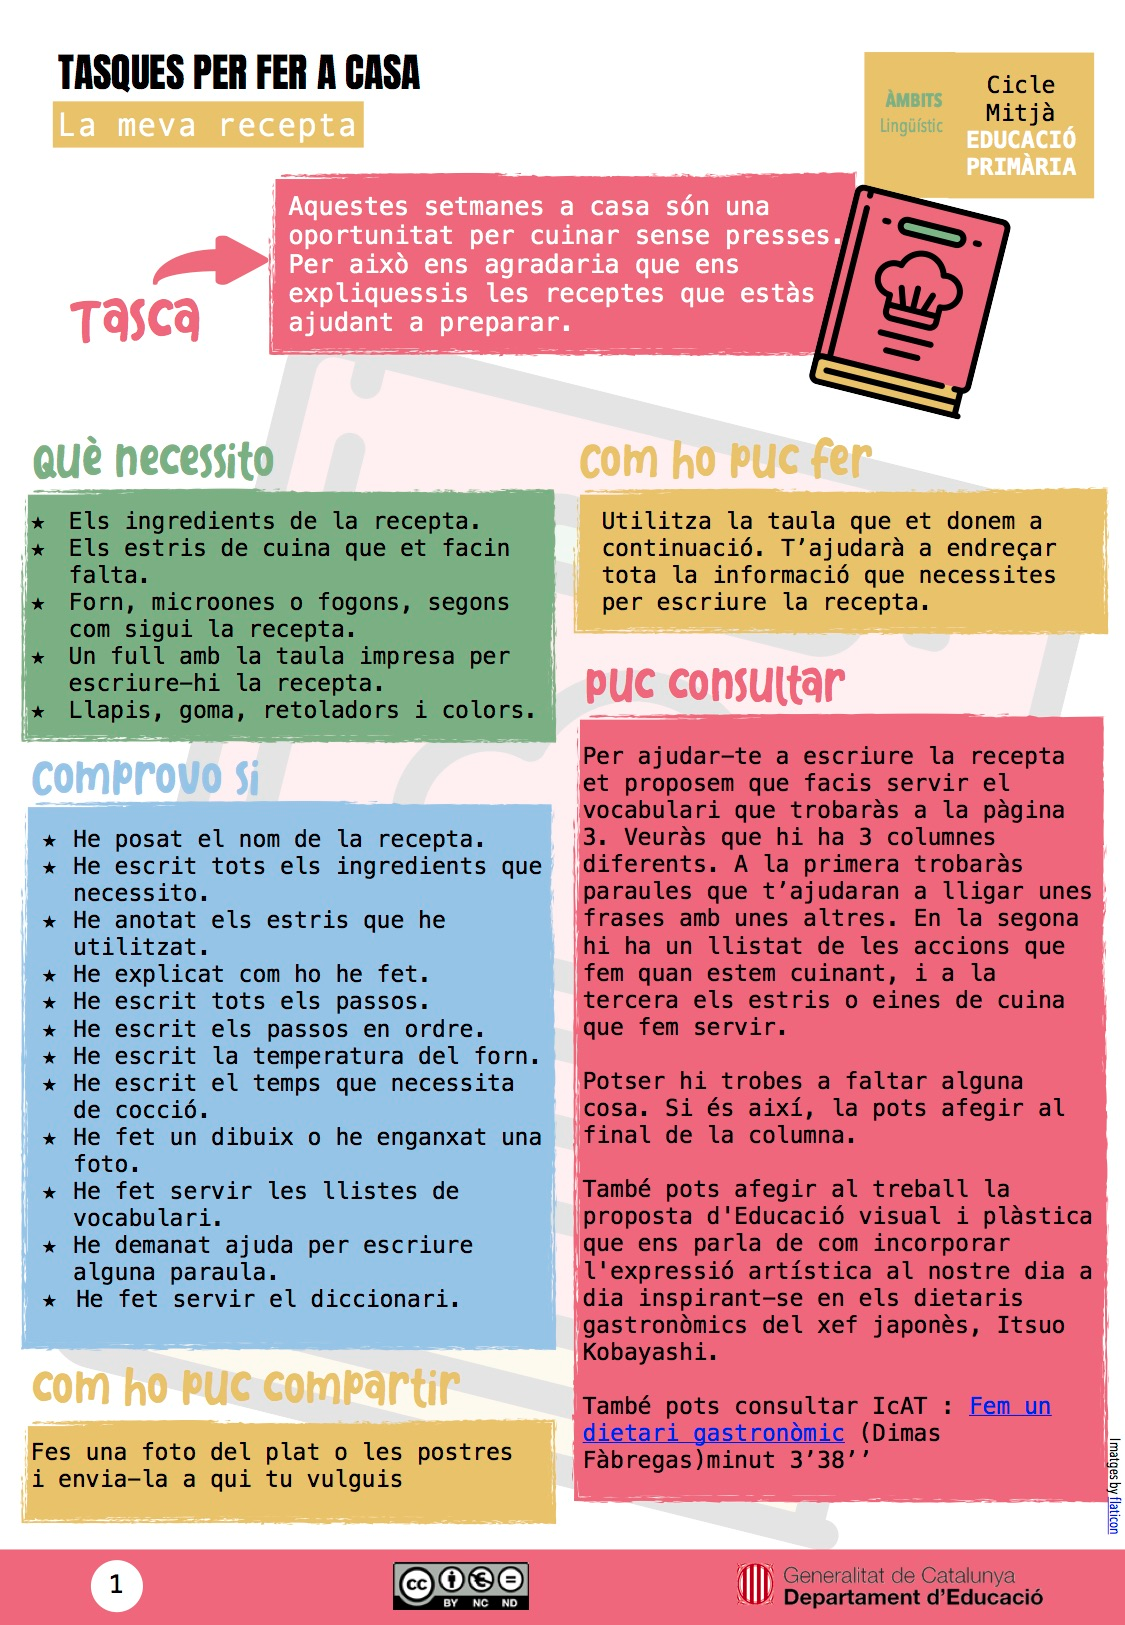 TASQUES PER FER A CASA
La meva recepta
ÀMBITS
Lingüístic
Cicle
Mitjà
EDUCACIÓ
PRIMÀRIA
Tasca
Aquestes setmanes a casa són una
oportunitat per cuinar sense presses.
Per això ens agradaria que ens
expliquessis les receptes que estàs
ajudant a preparar.
què necessito
★ Els ingredients de la recepta.
★ Els estris de cuina que et facin
falta.
★ Forn, microones o fogons, segons
com sigui la recepta.
★ Un full amb la taula impresa per
escriure-hi la recepta.
★ Llapis, goma, retoladors i colors.
comprovo si
★ He posat el nom de la recepta.
★ He escrit tots els ingredients que
necessito.
★ He anotat els estris que he
utilitzat.
★ He explicat com ho he fet.
★ He escrit tots els passos.
★ He escrit els passos en ordre.
★ He escrit la temperatura del forn.
★ He escrit el temps que necessita
de cocció.
★ He fet un dibuix o he enganxat una
foto.
★ He fet servir les llistes de
vocabulari.
★ He demanat ajuda per escriure
alguna paraula.
★ He fet servir el diccionari.
com ho puc compartir
Fes una foto del plat o les postres
i envia-la a qui tu vulguis
com ho puc fer
Utilitza la taula que et donem a
continuació. T’ajudarà a endreçar
tota la informació que necessites
per escriure la recepta.
puc consultar
Per ajudar-te a escriure la recepta
et proposem que facis servir el
vocabulari que trobaràs a la pàgina
3. Veuràs que hi ha 3 columnes
diferents. A la primera trobaràs
paraules que t’ajudaran a lligar unes
frases amb unes altres. En la segona
hi ha un llistat de les accions que
fem quan estem cuinant, i a la
tercera els estris o eines de cuina
que fem servir.
Potser hi trobes a faltar alguna
cosa. Si és així, la pots afegir al
final de la columna.
També pots afegir al treball la
proposta d'Educació visual i plàstica
que ens parla de com incorporar
l'expressió artística al nostre dia a
dia inspirant-se en els dietaris
gastronòmics del xef japonès, Itsuo
Kobayashi.
També pots consultar IcAT : Fem un
dietari gastronòmic (Dimas
Fàbregas)minut 3’38’’
Imatges by flaticon
1
cc
BY NC ND
Generalitat de Catalunya
Departament d’Educació